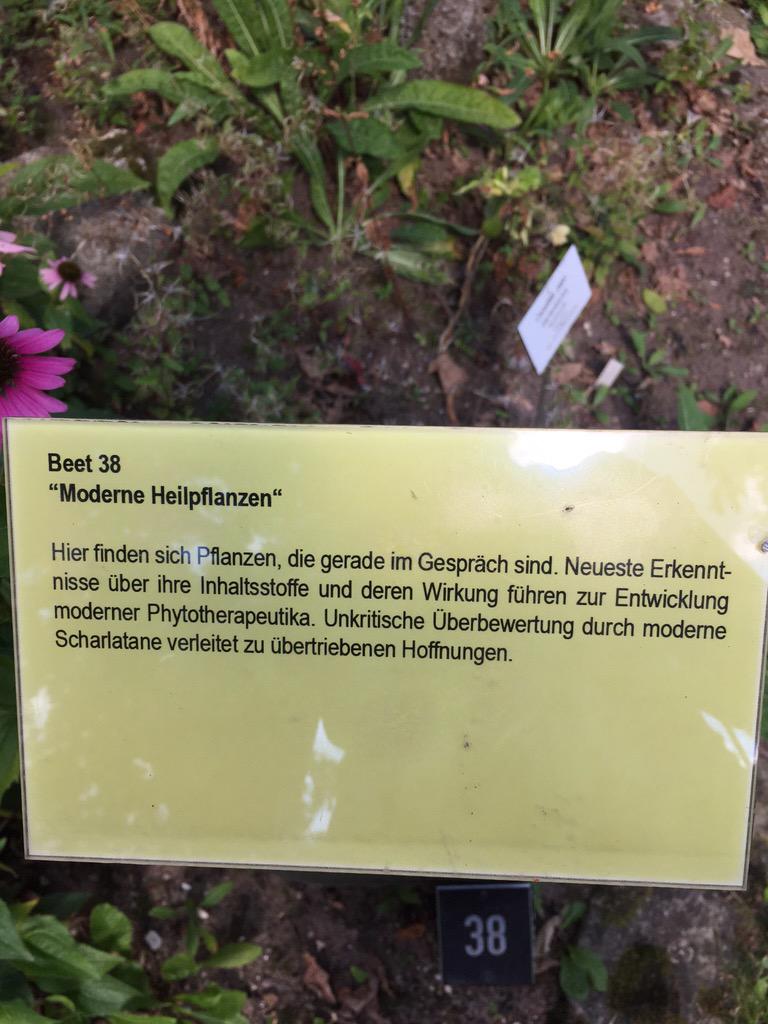 Beet 38
“Moderne Heilpflanzen“
Hier finden sich Pflanzen, die gerade im Gespräch sind. Neueste Erkennt-
nisse über ihre Inhaltsstoffe und deren Wirkung führen zur Entwicklung
moderner Phytotherapeutika. Unkritische Überbewertung durch moderne
Scharlatane verleitet zu übertriebenen Hoffnungen.
38